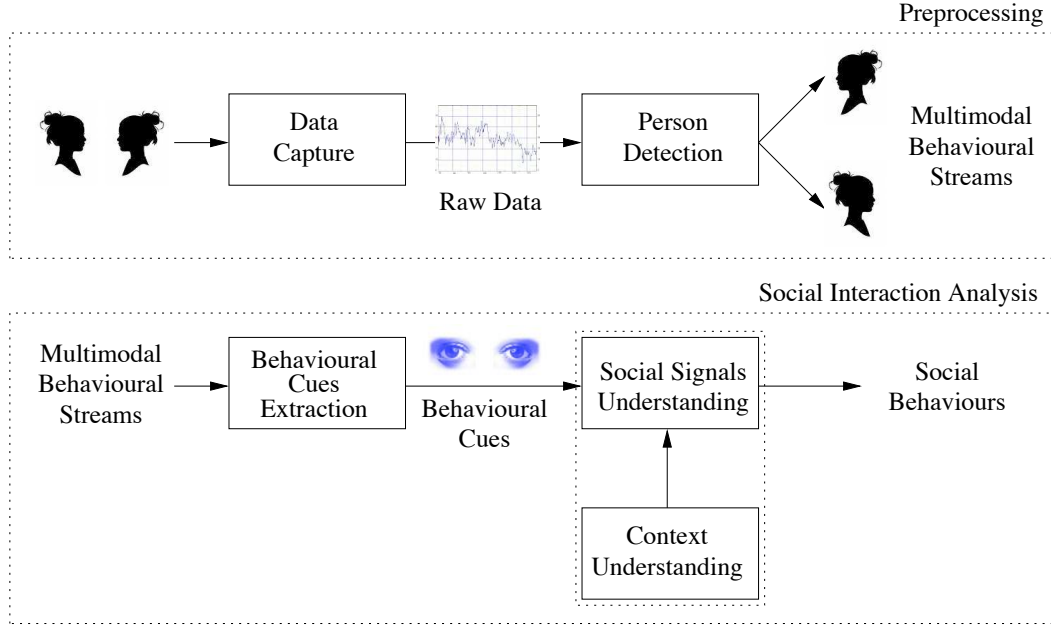 Preprocessing
Data
Capture
Raw Data
Person
Detection
Multimodal
Behavioural
Streams
Social Interaction Analysis
Multimodal
Behavioural
Streams
Behavioural
Cues
Extraction
Behavioural
Cues
Social Signals
Understanding
Context
Understanding
Social
Behaviours